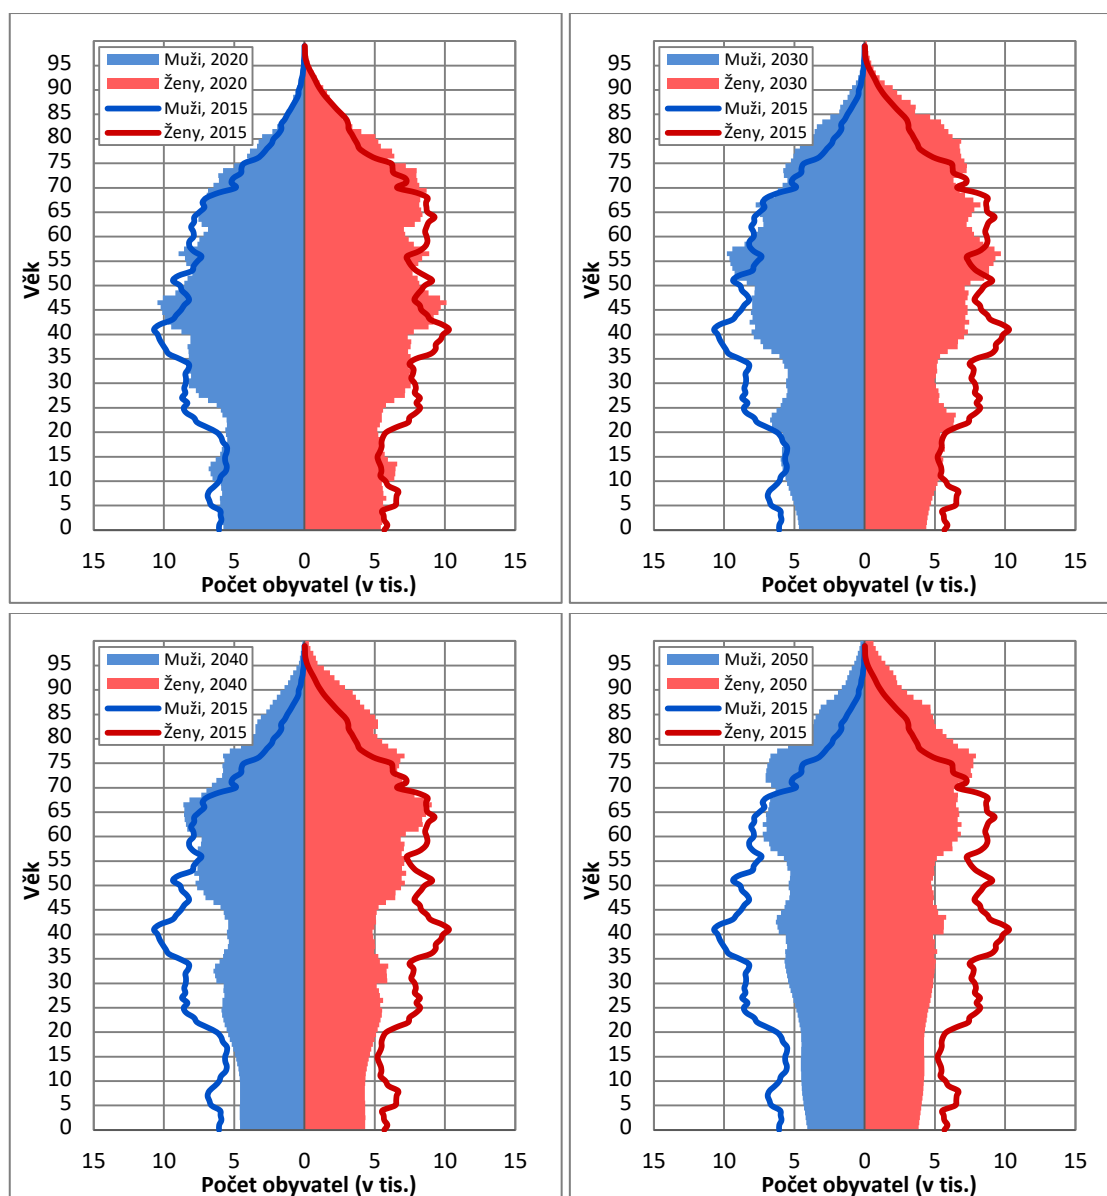 Muži, 2020
Ženy, 2020
Muži, 2015
Ženy, 2015
95
90
85
80
75
70
65
60
55
50
45
40
35
30
25
20
15
10
5
0
Věk
15 10 5 0 5 10 15
Počet obyvatel (v tis.)
Muži, 2030
Ženy, 2030
Muži, 2015
Ženy, 2015
95
90
85
80
75
70
65
60
55
50
45
40
35
30
25
20
15
10
5
0
Věk
15 10 5 0 5 10 15
Počet obyvatel (v tis.)
Muži, 2040
Ženy, 2040
Muži, 2015
Ženy, 2015
95
90
85
80
75
70
65
60
55
50
45
40
35
30
25
20
15
10
5
0
Věk
15 10 5 0 5 10 15
Počet obyvatel (v tis.)
Muži, 2050
Ženy, 2050
Muži, 2015
Ženy, 2015
95
90
85
80
75
70
65
60
55
50
45
40
35
30
25
20
15
10
5
0
Věk
15 10 5 0 5 10 15
Počet obyvatel (v tis.)